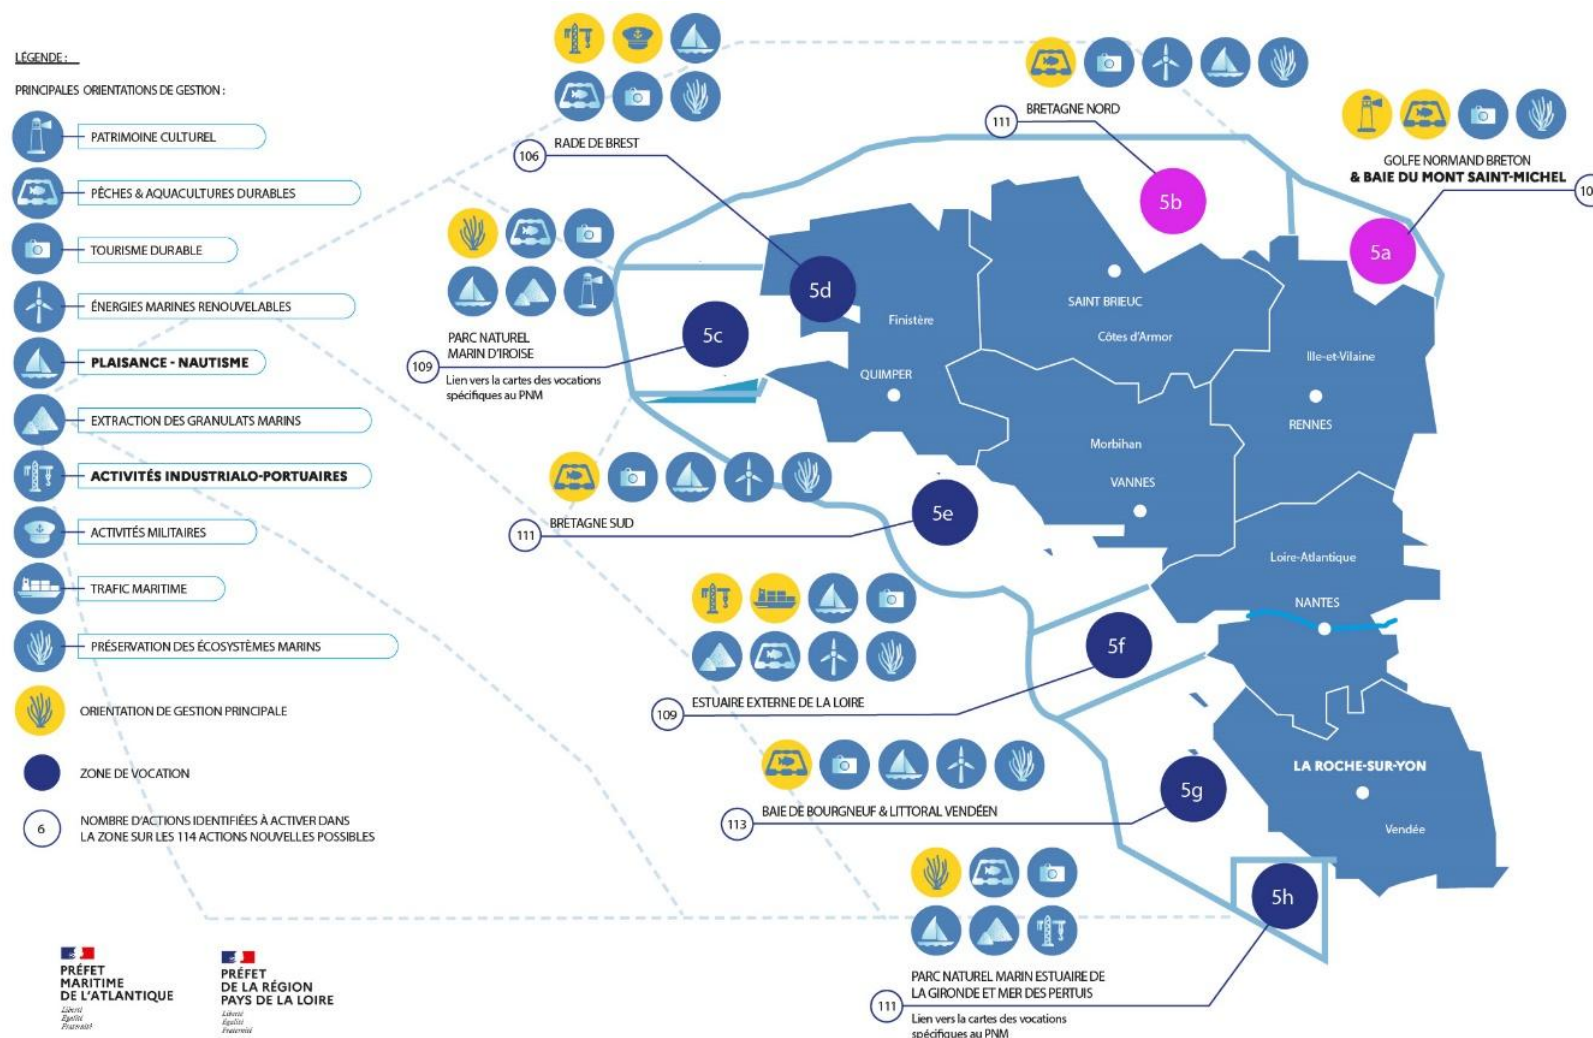 LÉGENDE :
PRINCIPALES ORIENTATIONS DE GESTION :
PATRIMOINE CULTUREL
PÊCHES & AQUACULTURES DURABLES
TOURISME DURABLE
ÉNERGIES MARINES RENOUVELABLES
PLAISANCE - NAUTISME
EXTRACTION DES GRANULATS MARINS
ACTIVITÉS INDUSTRIALO-PORTUAIRES
ACTIVITÉS MILITAIRES
TRAFIC MARITIME
PRÉSERVATION DES ÉCOSYSTÈMES MARINS
ORIENTATION DE GESTION PRINCIPALE
ZONE DE VOCATION
6
NOMBRE D'ACTIONS IDENTIFIÉES À ACTIVER DANS
LA ZONE SUR LES 114 ACTIONS NOUVELLES POSSIBLES
106
RADE DE BREST
111
BRETAGNE NORD
GOLFE NORMAND BRETON
& BAIE DU MONT SAINT-MICHEL
PARC NATUREL
MARIN D'IROISE
109
Lien vers la cartes des vocations
spécifiques au PNM
111
BRETAGNE SUD
109
ESTUAIRE EXTERNE DE LA LOIRE
113
BAIE DE BOURGNEUF & LITTORAL VENDÉEN
PARC NATUREL MARIN ESTUAIRE DE
LA GIRONDE ET MER DES PERTUIS
111
Lien vers la cartes des vocations
spécifiques au PNM
5b
5a
5d
5c
5e
5f
5g
5h
Finistère
QUIMPER
SAINT BRIEUC
Côtes d'Armor
Ille-et-Vilaine
RENNES
Morbihan
VANNES
Loire-Atlantique
NANTES
LA ROCHE-SUR-YON
Vendée
PRÉFET
MARITIME
DE L'ATLANTIQUE
Liberté
Égalité
Fraternité
PRÉFET
DE LA RÉGION
PAYS DE LA LOIRE
Liberté
Égalité
Fraternité